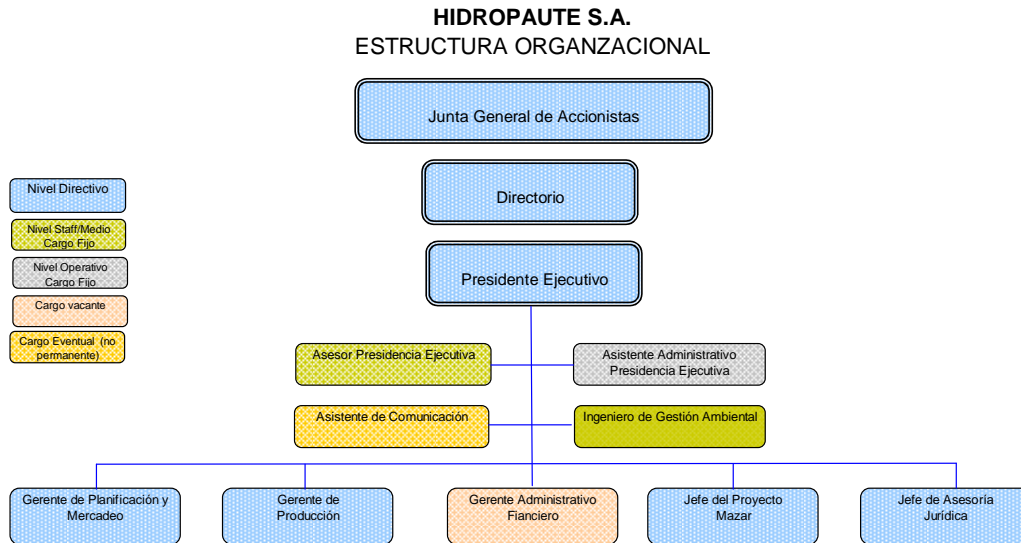 HIDROPAUTE S.A.
ESTRUCTURA ORGANZACIONAL
Junta General de Accionistas
Directorio
Presidente Ejecutivo
Nivel Directivo
Nivel Staff/Medio
Cargo Fijo
Nivel Operativo
Cargo Fijo
Cargo vacante
Cargo Eventual (no
permanente)
Asesor Presidencia Ejecutiva
Asistente Administrativo
Presidencia Ejecutiva
Asistente de Comunicación
Ingeniero de Gestión Ambiental
Gerente de Planificación y
Mercadeo
Gerente de
Producción
Gerente Administrativo
Fianciero
Jefe del Proyecto
Mazar
Jefe de Asesoría
Jurídica